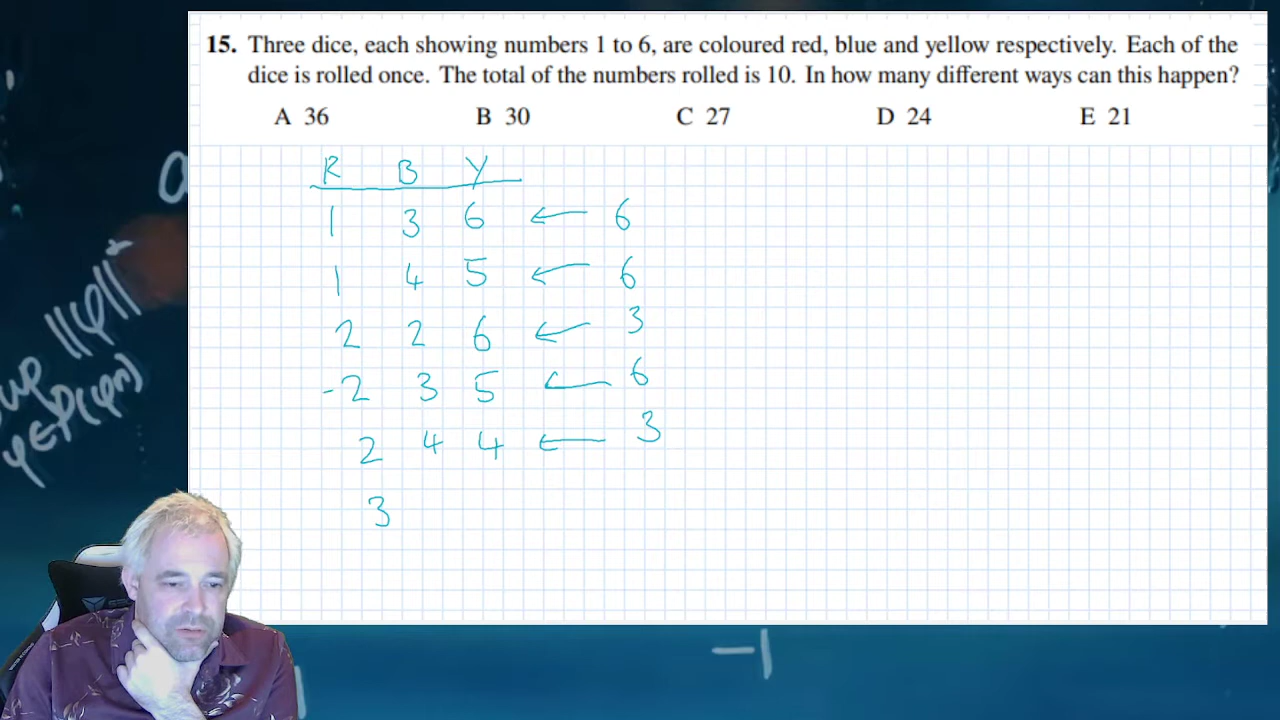 15. Three dice, each showing numbers 1 to 6, are coloured red, blue and yellow respectively. Each of the
dice is rolled once. The total of the numbers rolled is 10. In how many different ways can this happen?
A 36 B 30 C 27 D 24 E 21
R B Y
1 3 6 ← 6
1 4 5 ← 6
2 2 6 ← 3
-2 3 5 ← 6
2 4 4 ← 3
3
||φ||
φ∈P(φn)
-1